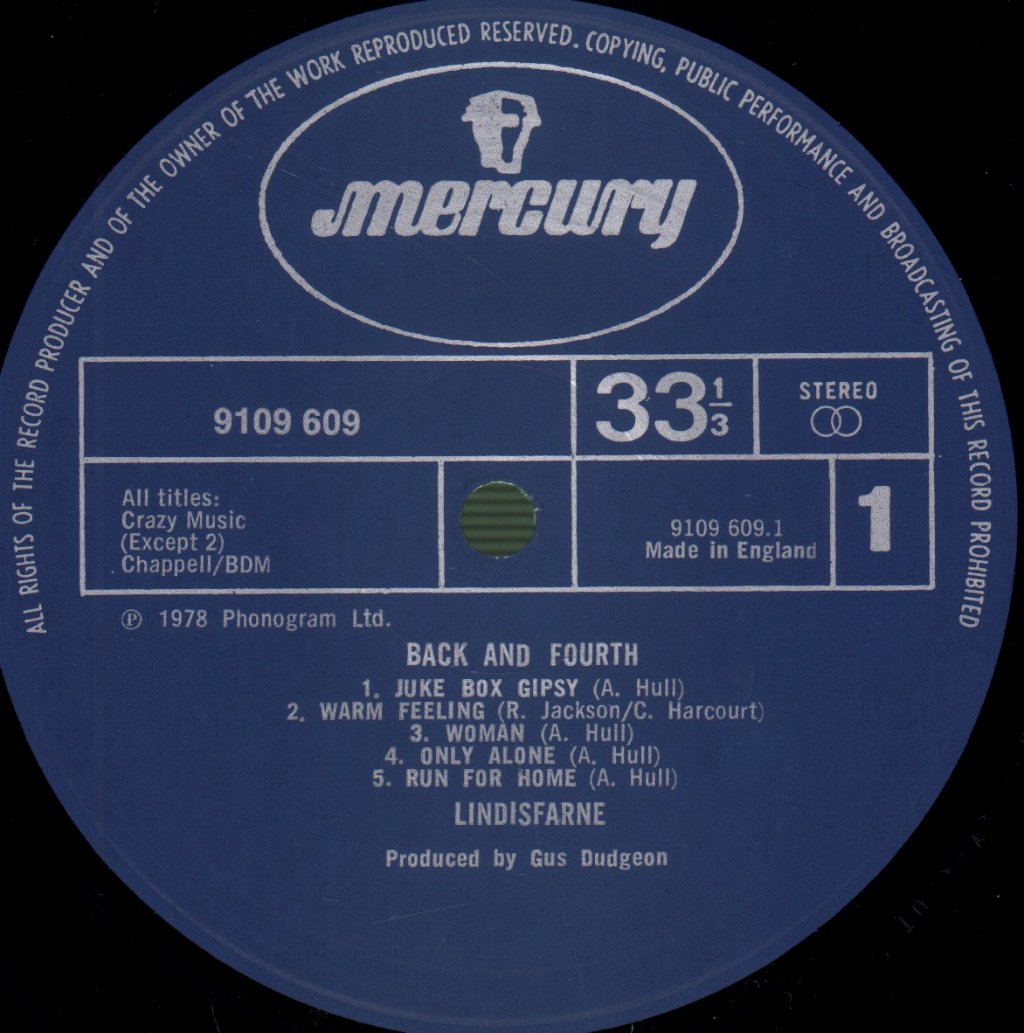 ALL RIGHTS OF THE RECORD PRODUCER AND OF THE OWNER OF THE WORK REPRODUCED RESERVED. COPYING, PUBLIC PERFORMANCE AND BROADCASTING OF THIS RECORD PROHIBITED
mercury
9109 609
33 1/3
STEREO
All titles:
Crazy Music
(Except 2)
Chappell/BDM
9109 609.1
Made in England
1
℗ 1978 Phonogram Ltd.
BACK AND FOURTH
1. JUKE BOX GIPSY (A. Hull)
2. WARM FEELING (R. Jackson/C. Harcourt)
3. WOMAN (A. Hull)
4. ONLY ALONE (A. Hull)
5. RUN FOR HOME (A. Hull)
LINDISFARNE
Produced by Gus Dudgeon